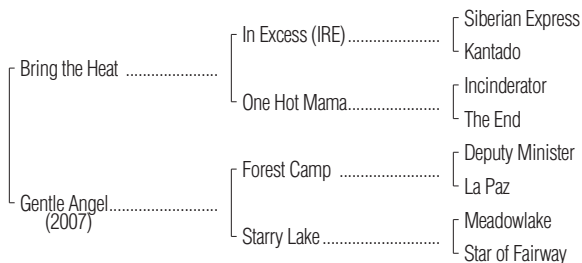 Siberian Express
In Excess (IRE)
Kantado
Bring the Heat
Incinderator
One Hot Mama
The End
Deputy Minister
Forest Camp
La Paz
Gentle Angel
(2007)
Meadowlake
Starry Lake
Star of Fairway